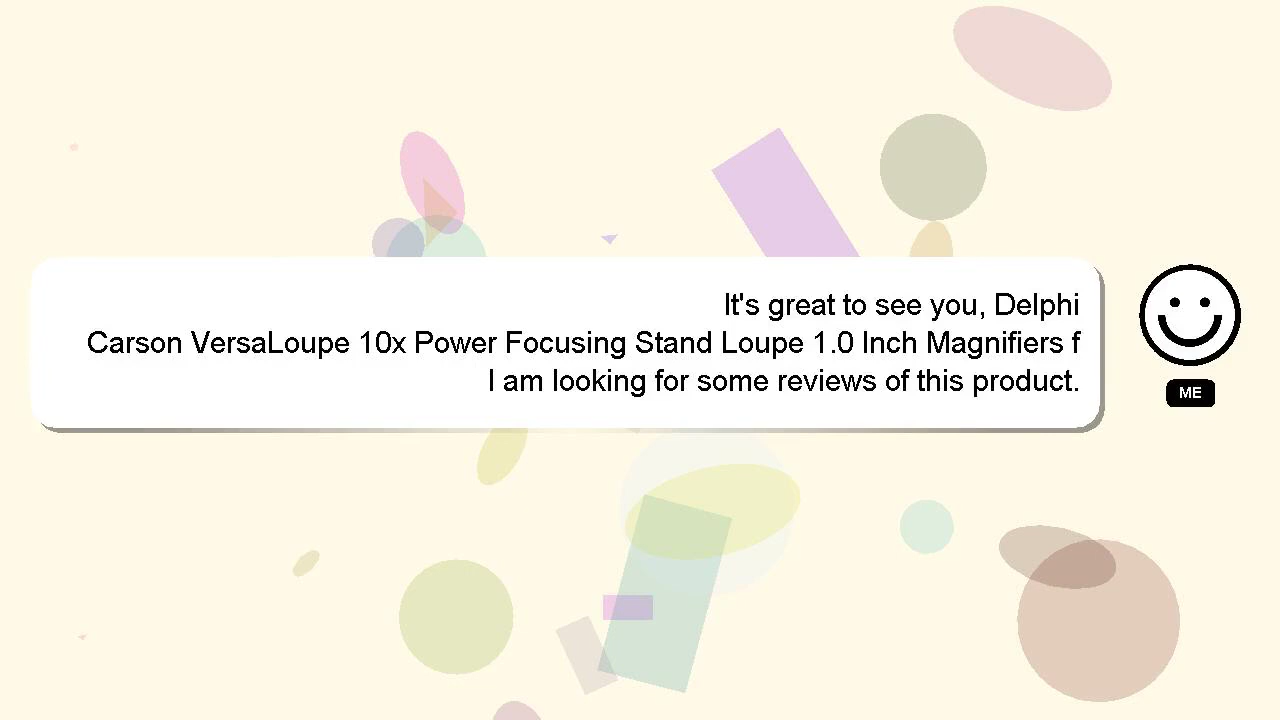 It's great to see you, Delphi
Carson VersaLoupe 10x Power Focusing Stand Loupe 1.0 Inch Magnifiers f
I am looking for some reviews of this product.
ME